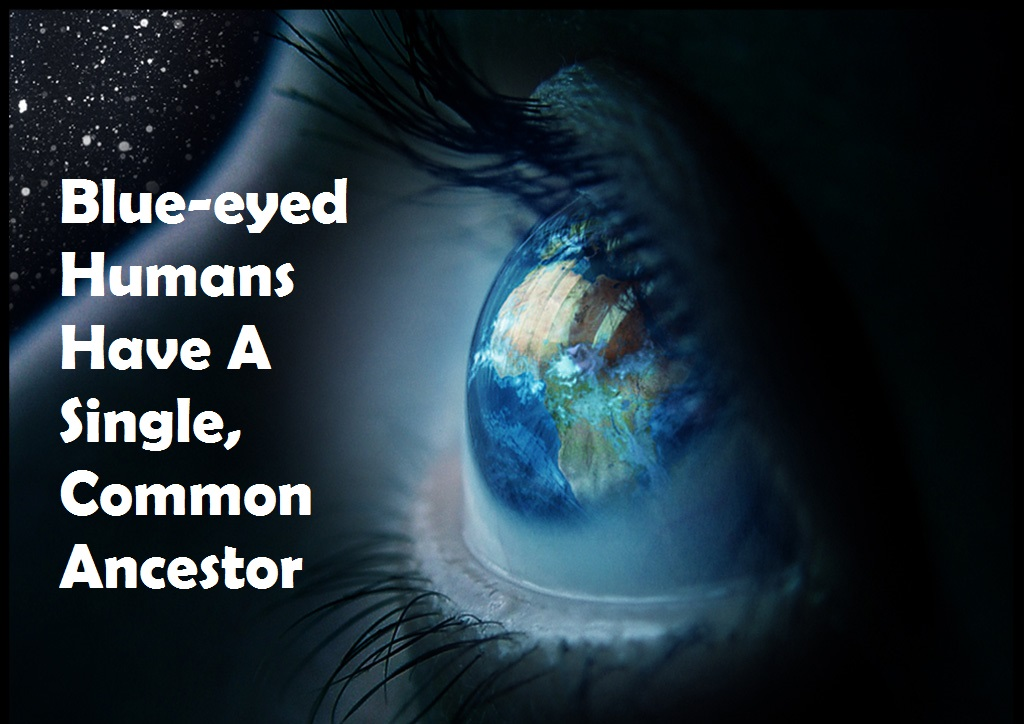 Blue-eyed
Humans
Have A
Single,
Common
Ancestor